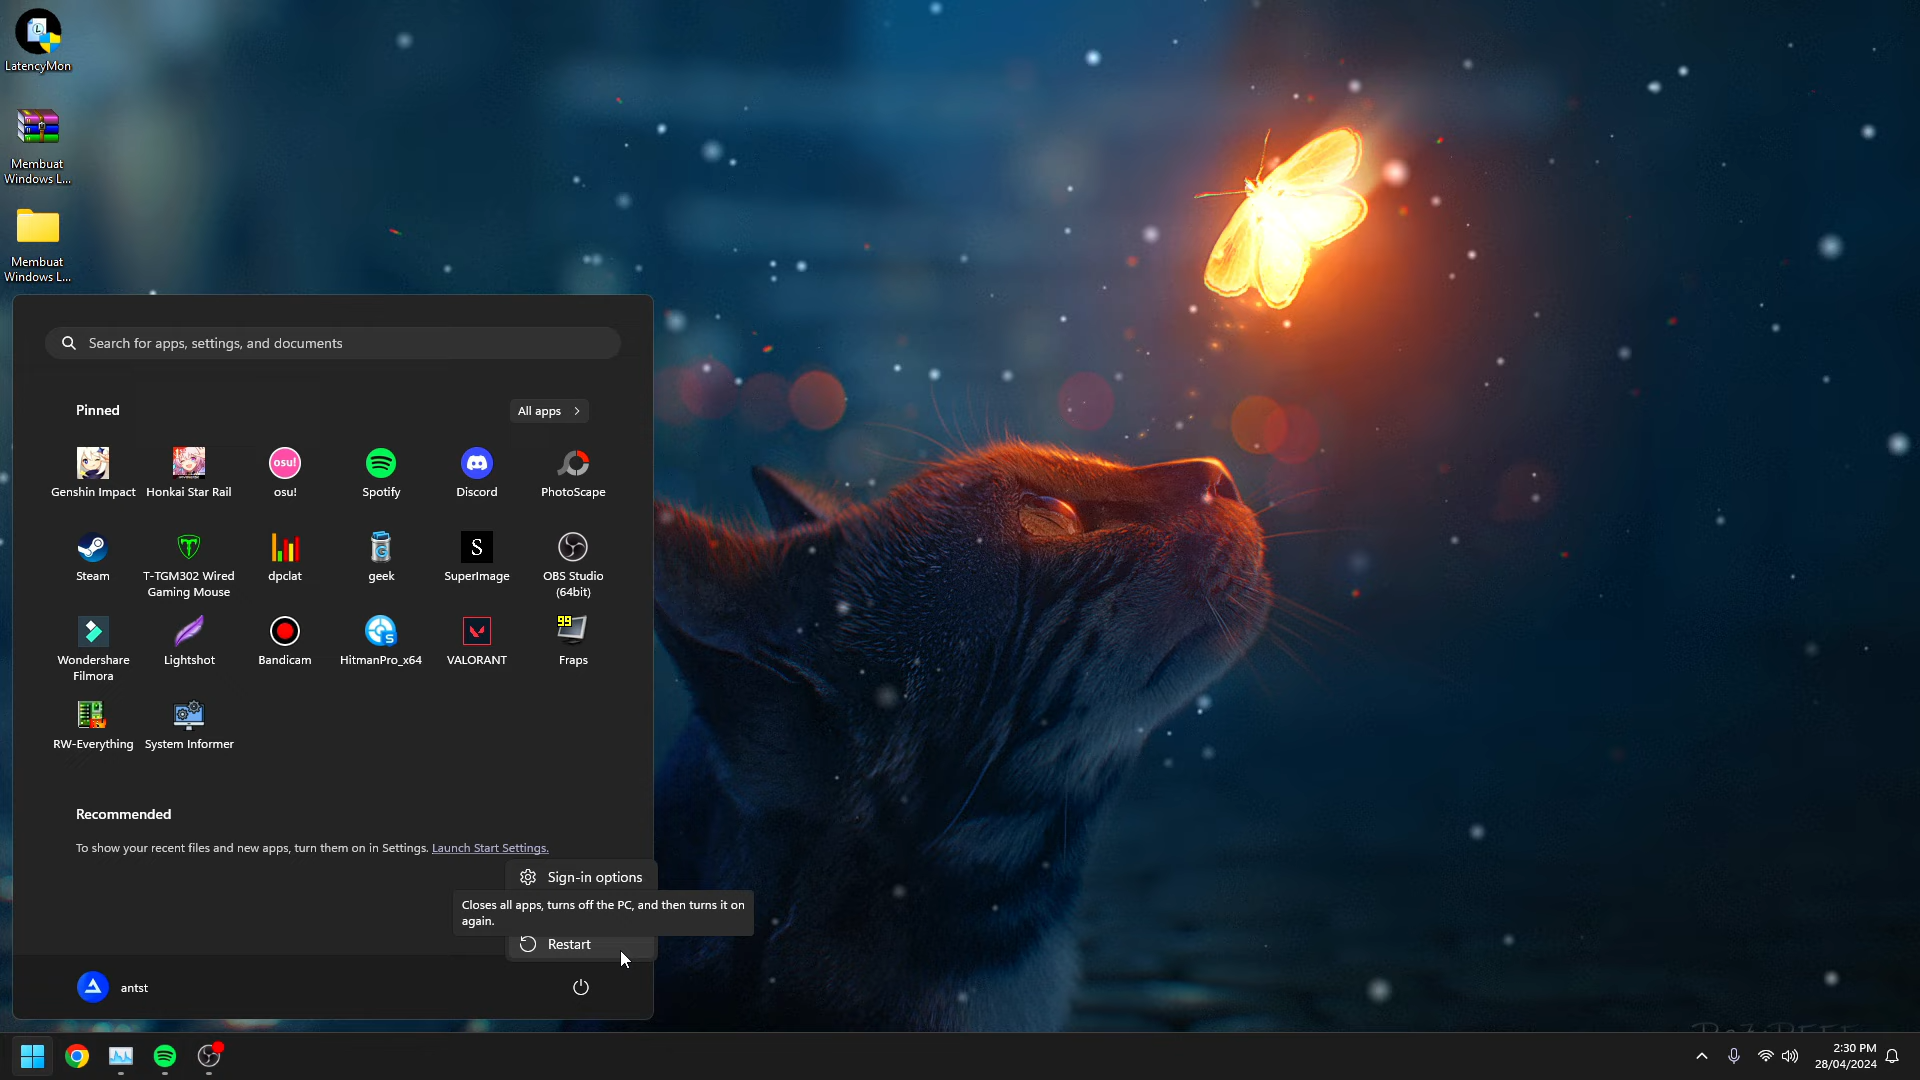 LatencyMon
Membuat
Windows L...
Membuat
Windows L...
Search for apps, settings, and documents
Pinned
All apps
Genshin Impact
Honkai Star Rail
osu!
osu!
Spotify
Discord
PhotoScape
Steam
T-TGM302 Wired
Gaming Mouse
dpclat
geek
S
SuperImage
OBS Studio
(64bit)
Wondershare
Filmora
Lightshot
Bandicam
HitmanPro_x64
VALORANT
99
Fraps
RW-Everything
System Informer
Recommended
To show your recent files and new apps, turn them on in Settings. Launch Start Settings.
Sign-in options
Closes all apps, turns off the PC, and then turns it on
again.
Restart
antst
2:30 PM
28/04/2024